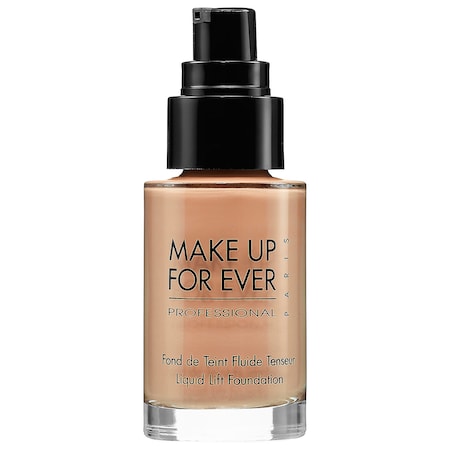 MAKE UP
FOR EVER
PROFESSIONAL
PARIS
Fond de Teint Fluide Tenseur
Liquid Lift Foundation